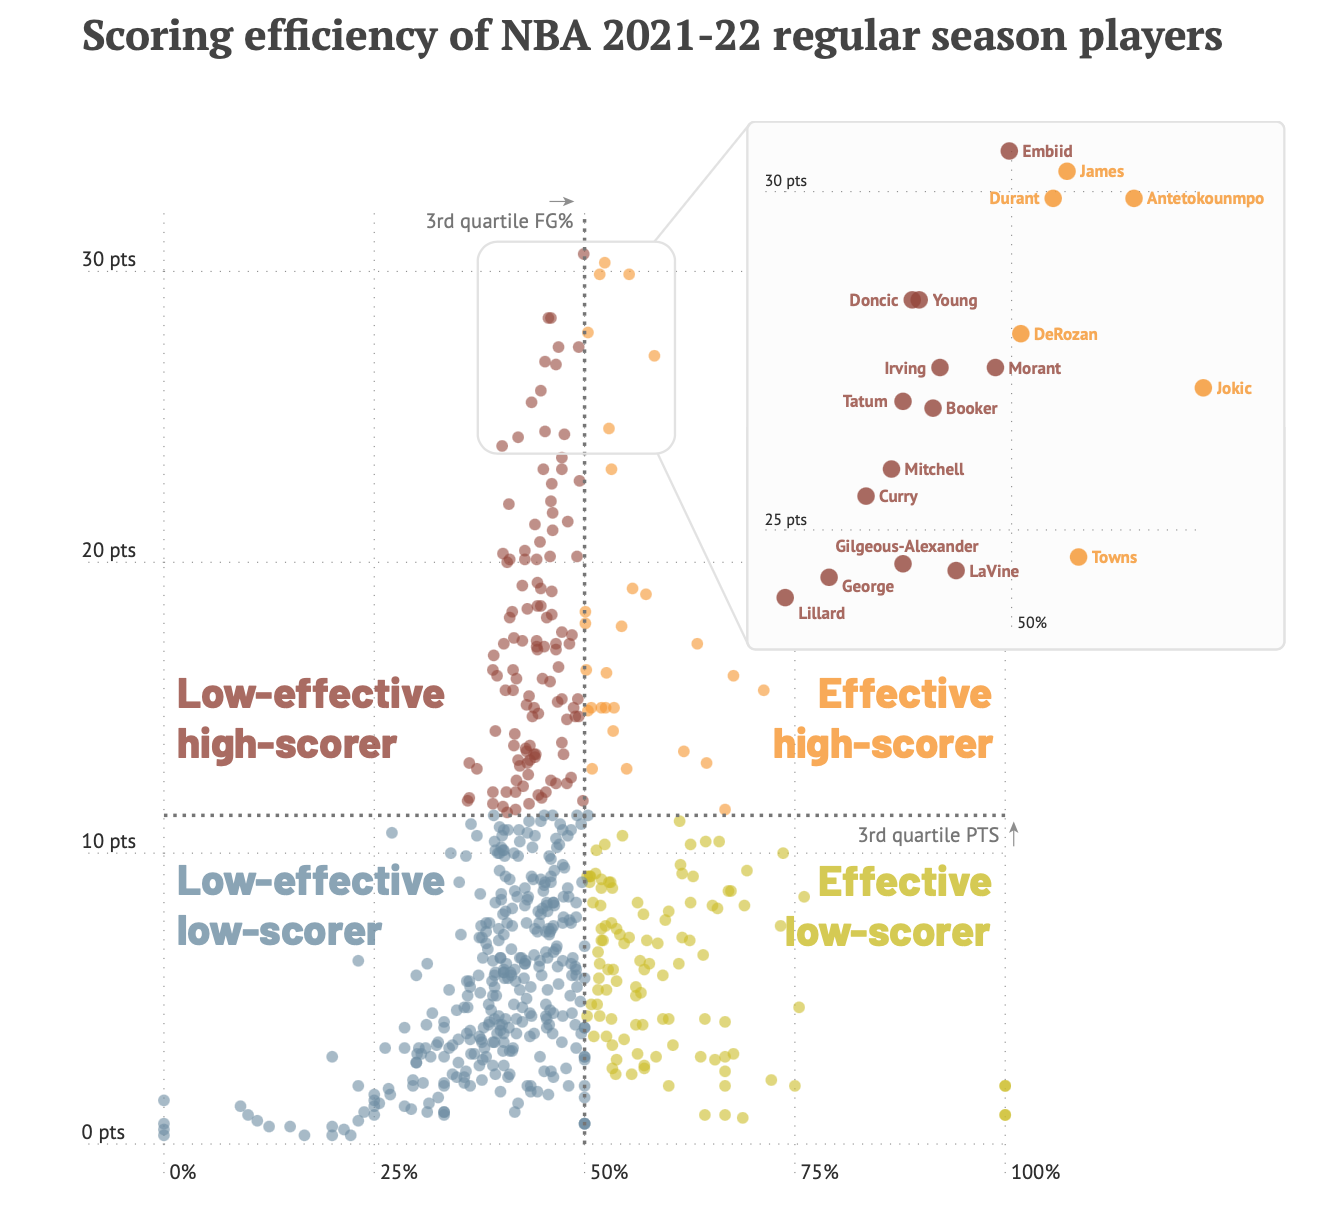 Scoring efficiency of NBA 2021-22 regular season players
Embiid
James
30 pts
Durant
Antetokounmpo
3rd quartile FG%
30 pts
Doncic
Young
DeRozan
Irving
Morant
Jokic
Tatum
Booker
Mitchell
Curry
25 pts
Gilgeous-Alexander
Towns
LaVine
George
Lillard
50%
20 pts
Low-effective
high-scorer
Effective
high-scorer
3rd quartile PTS
10 pts
Low-effective
low-scorer
Effective
low-scorer
0 pts
0%
25%
50%
75%
100%